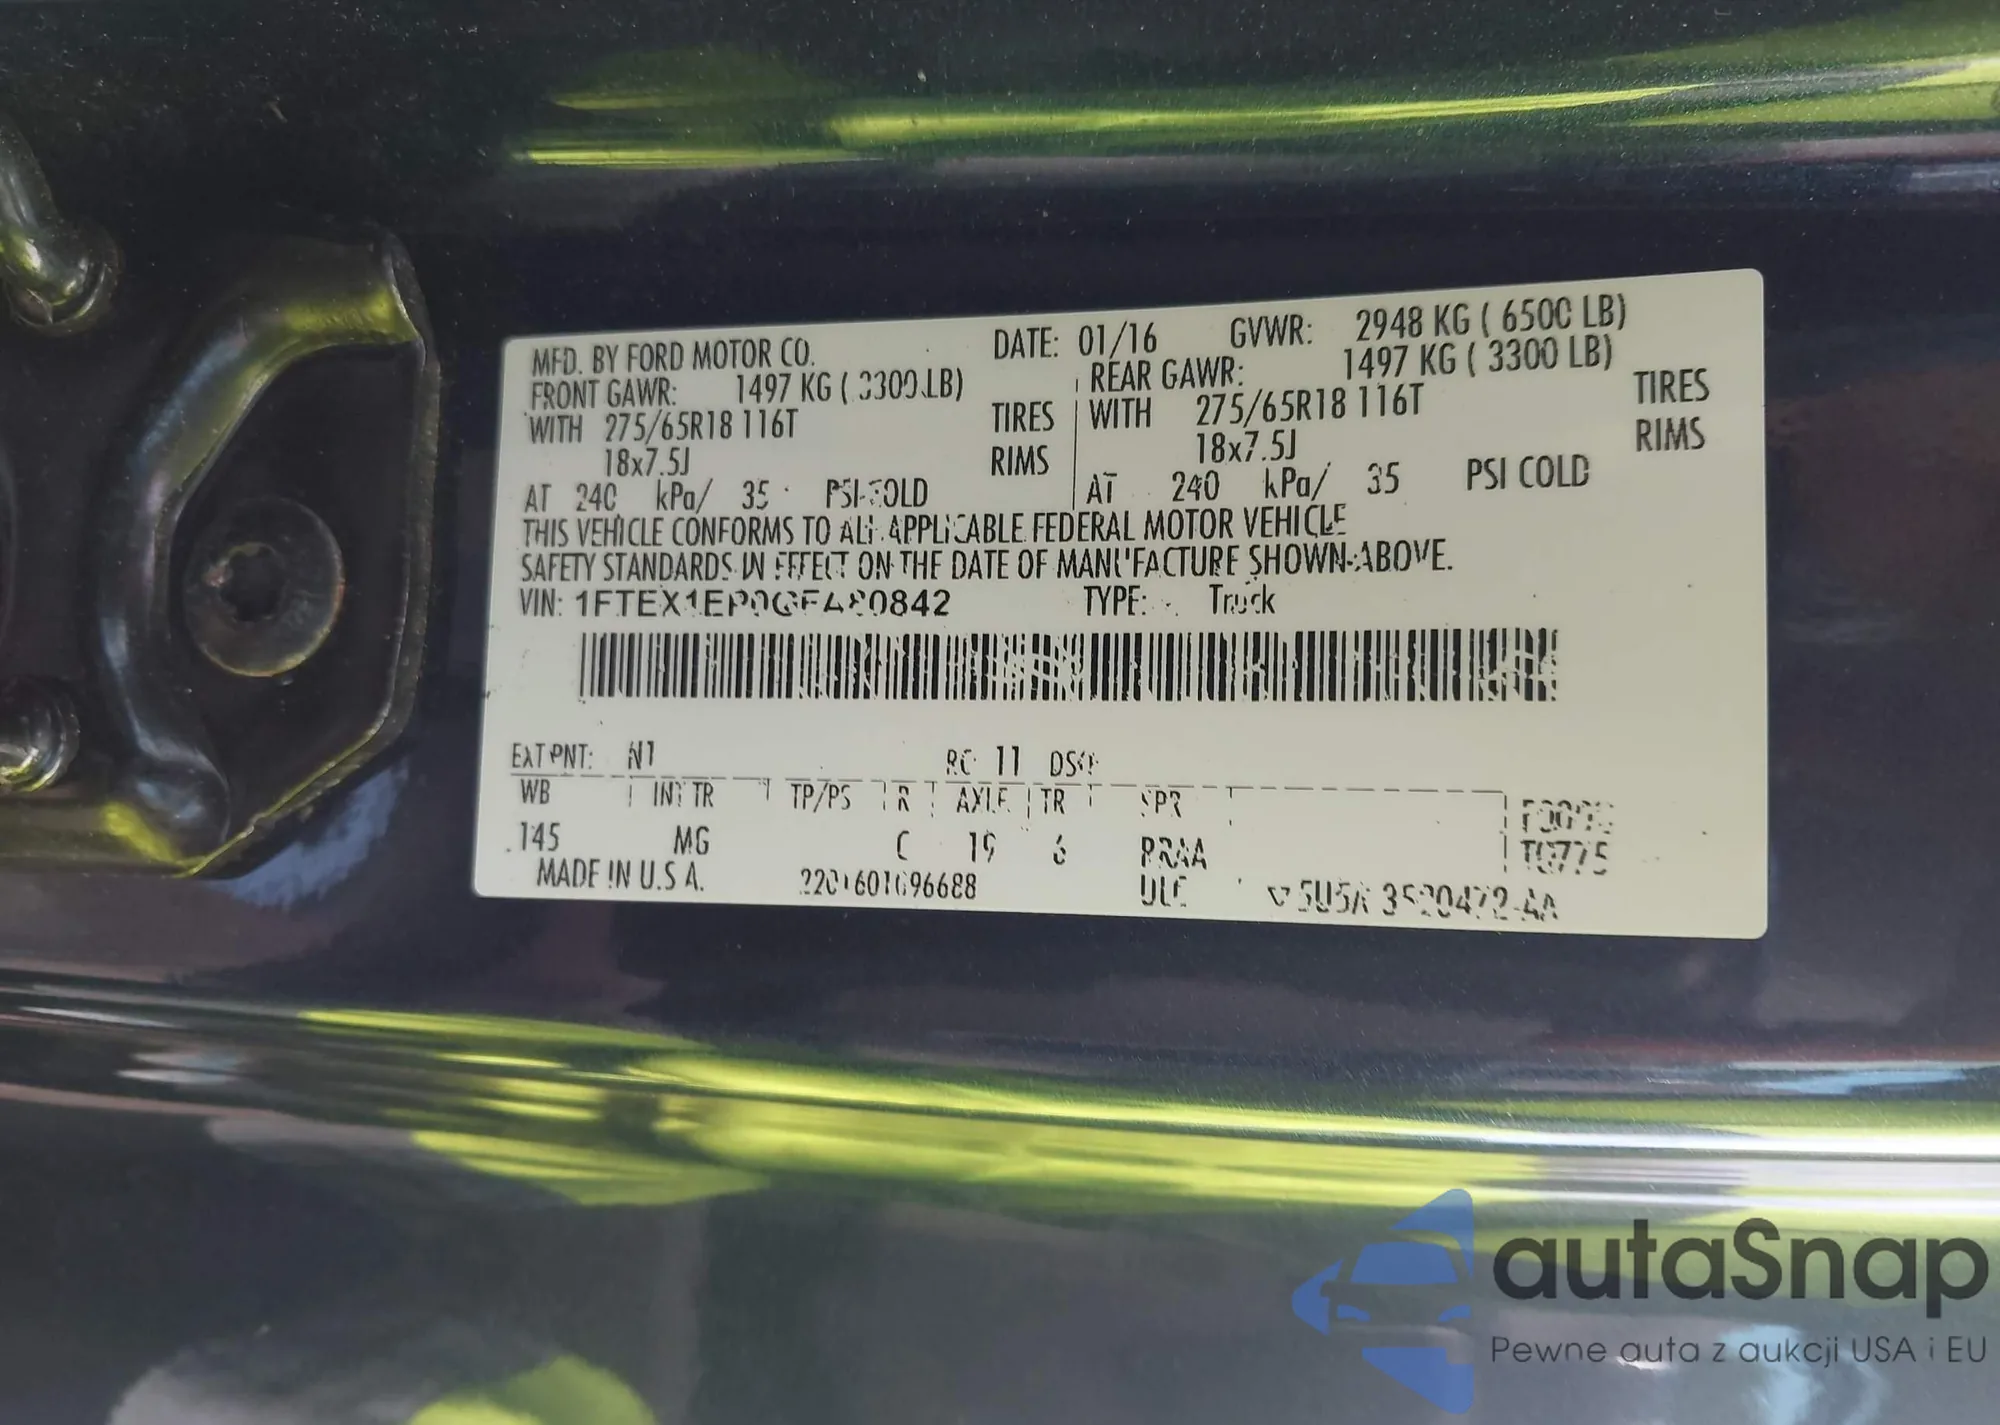 MFD. BY FORD MOTOR CO. DATE: 01/16 GVWR: 2948 KG ( 6500 LB)
FRONT GAWR: 1497 KG ( 3300 LB) REAR GAWR: 1497 KG ( 3300 LB)
WITH 275/65R18 116T TIRES WITH 275/65R18 116T TIRES
18x7.5J RIMS 18x7.5J RIMS
AT 240 kPa/ 35 PSI COLD AT 240 kPa/ 35 PSI COLD
THIS VEHICLE CONFORMS TO ALL APPLICABLE FEDERAL MOTOR VEHICLE
SAFETY STANDARDS IN EFFECT ON THE DATE OF MANUFACTURE SHOWN ABOVE.
VIN: TYPE: Truck
EXT PNT: N1 RC: 11 DSO:
WB INT TR TP/PS R AXLE TR SPR
145 MG C 19 6
MADE IN U.S.A.
autaSnap
Pewne auta z aukcji USA i EU